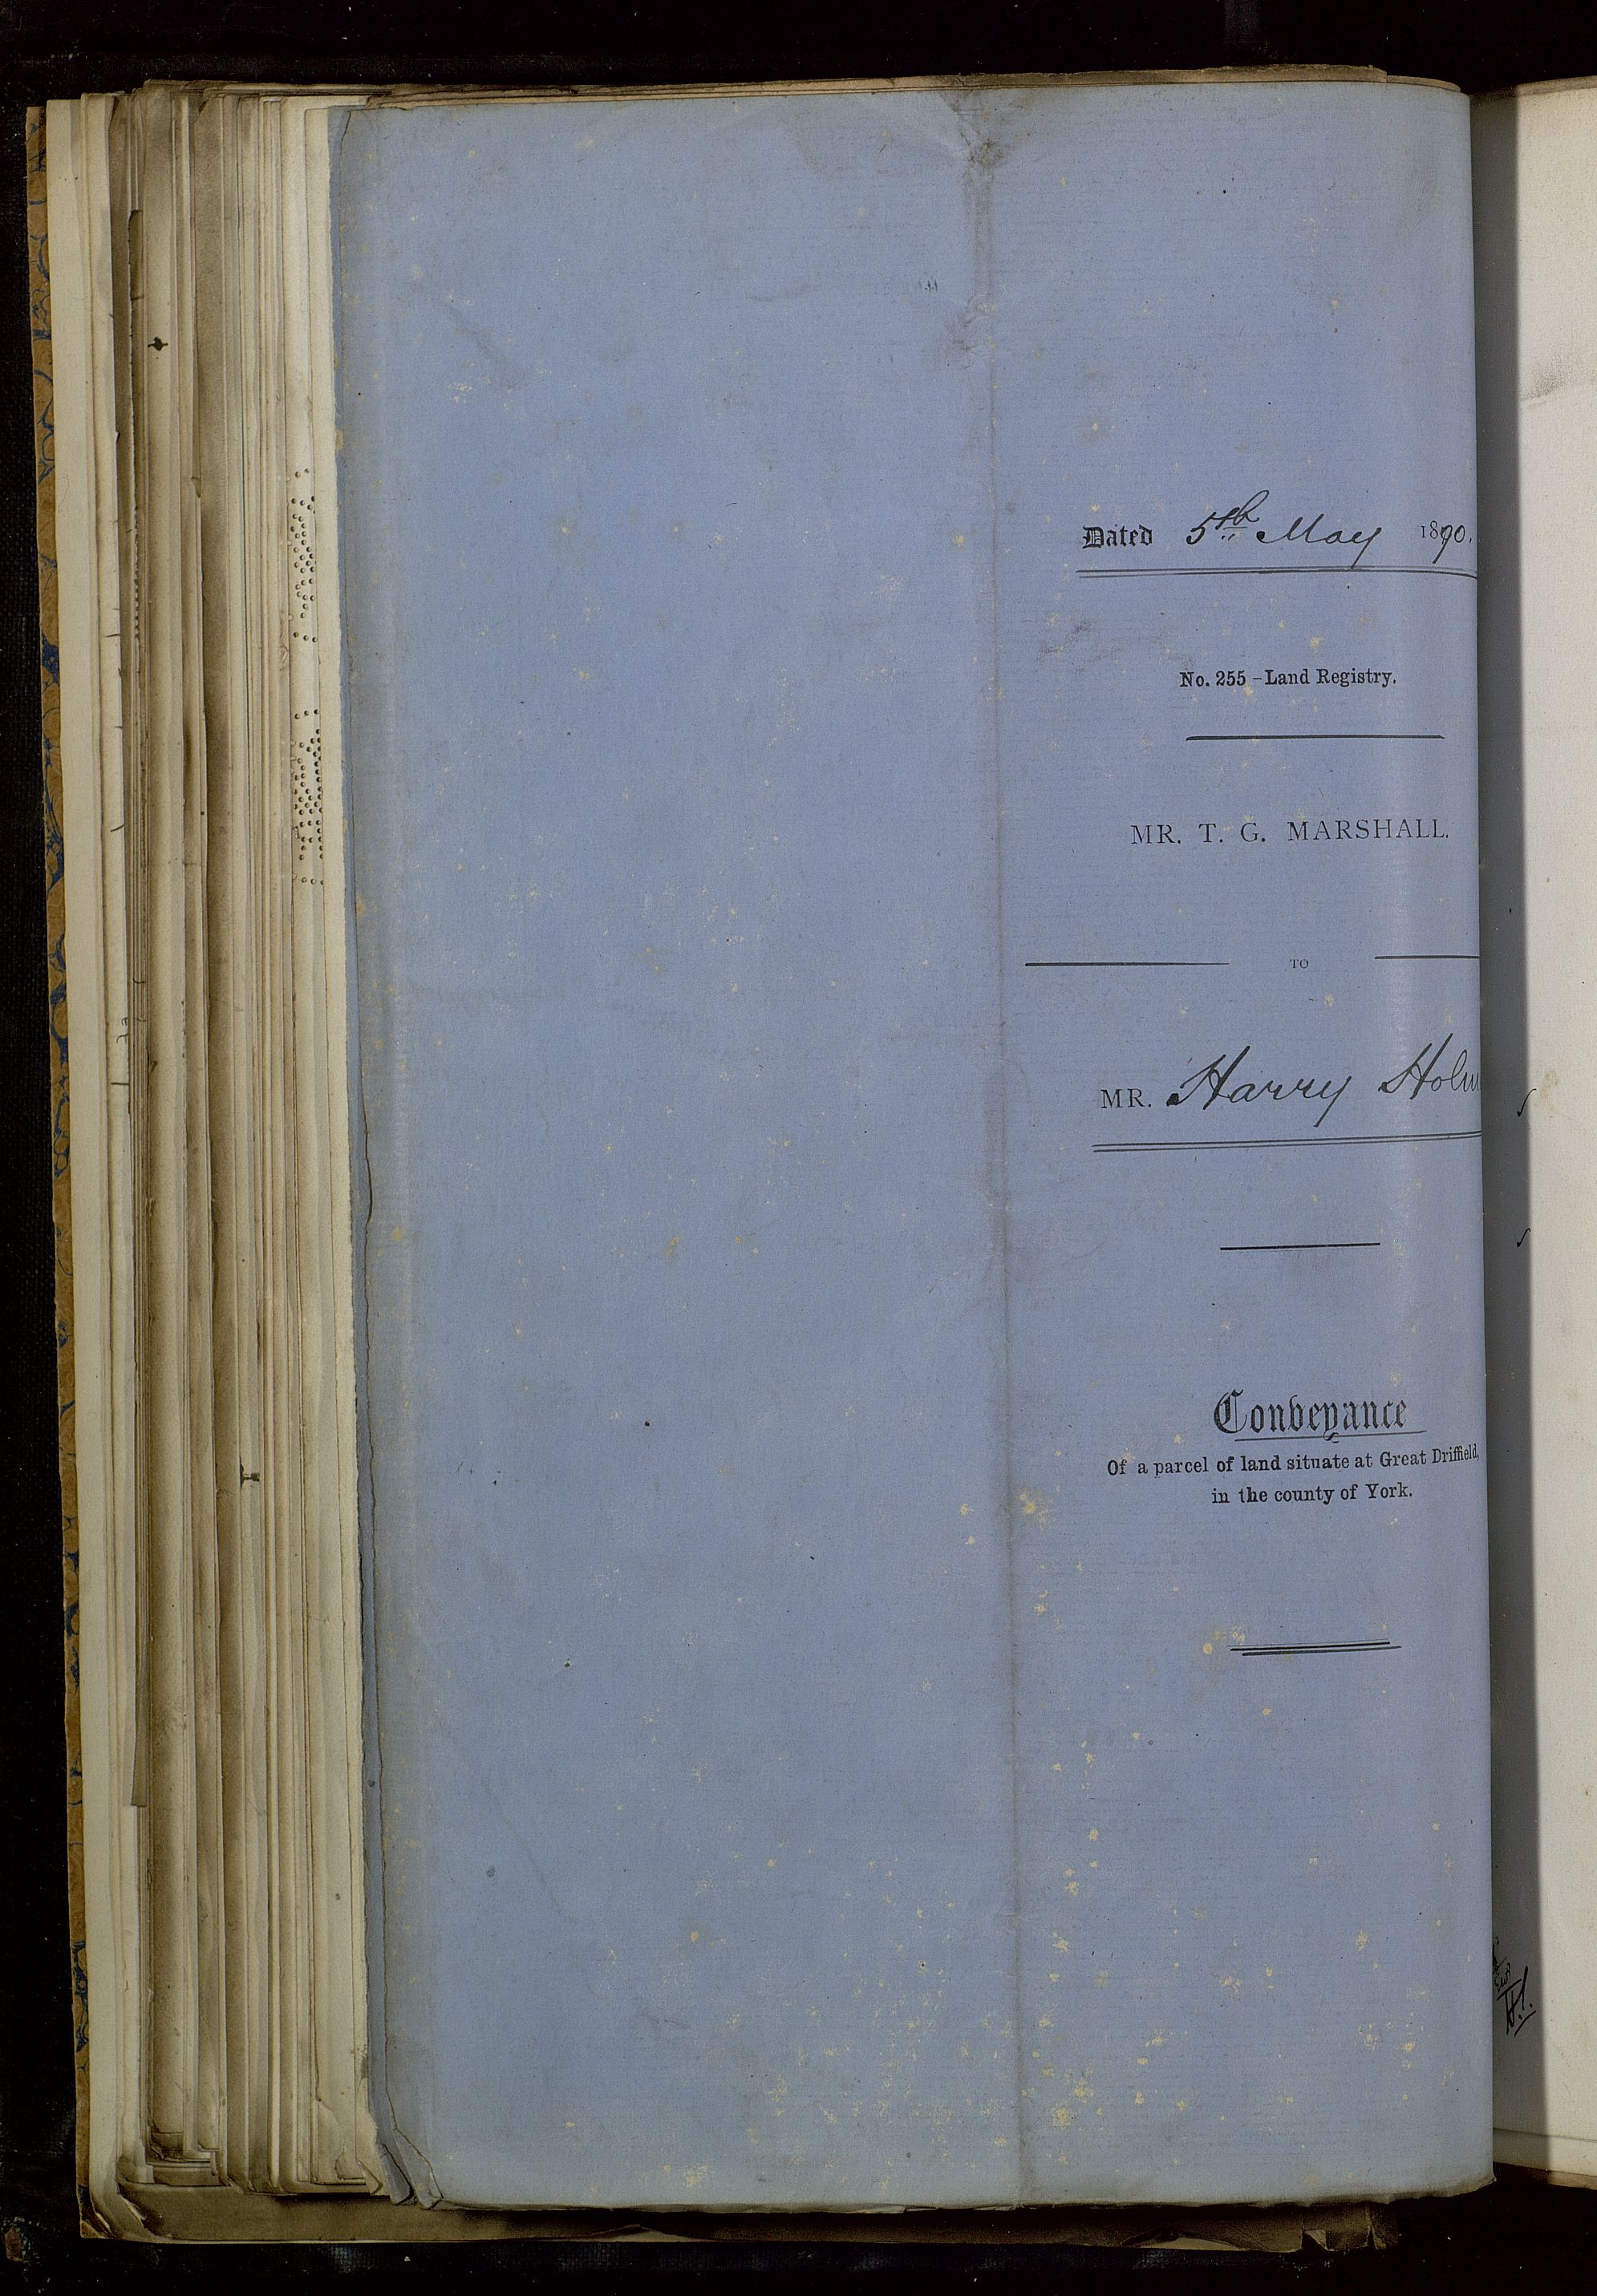 Dated 5th May 1890.
No. 255 - Land Registry.
MR. T. G. MARSHALL.
TO
MR. Harry
Conveyance
Of a parcel of land situate at Great Driffield,
in the county of York.